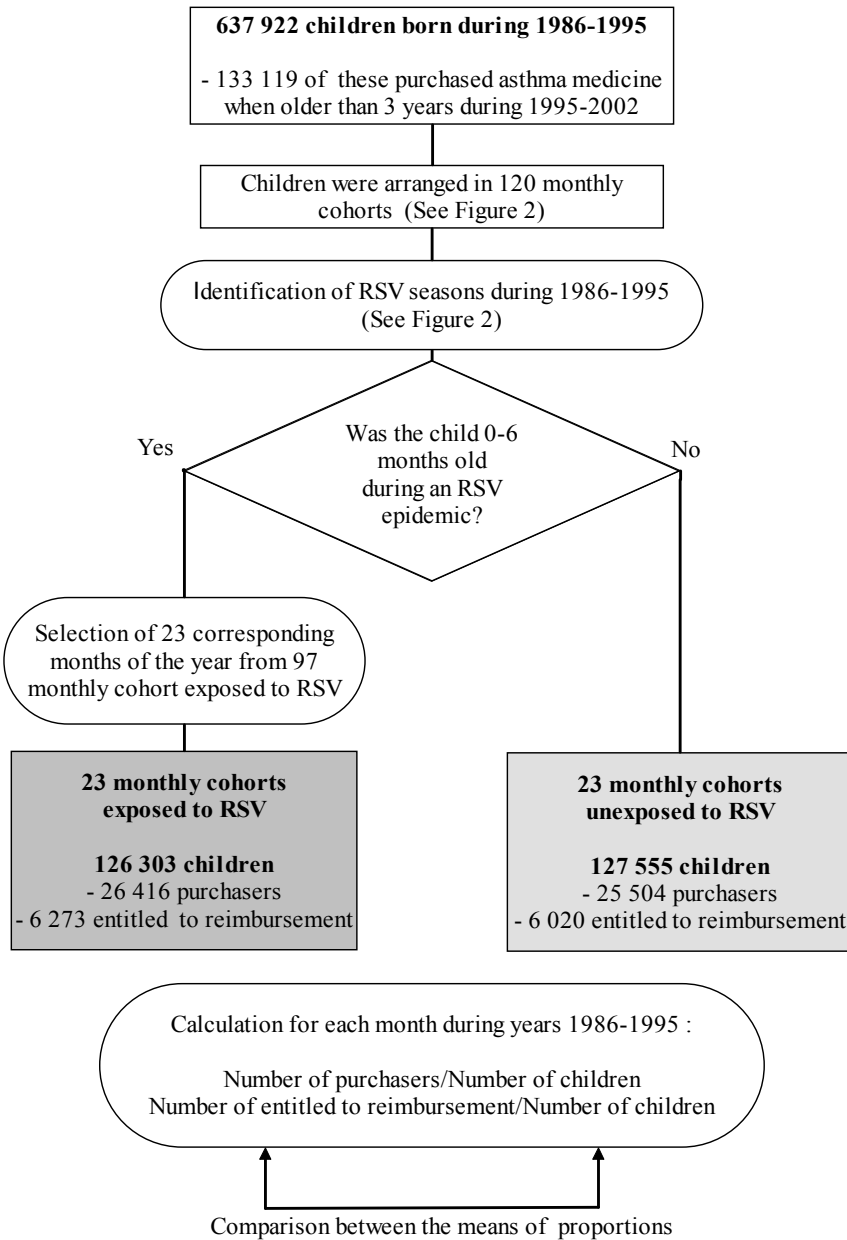 637 922 children born during 1986-1995
- 133 119 of these purchased asthma medicine
when older than 3 years during 1995-2002
Children were arranged in 120 monthly
cohorts (See Figure 2)
Identification of RSV seasons during 1986-1995
(See Figure 2)
Yes
Was the child 0-6
months old
during an RSV
epidemic?
No
Selection of 23 corresponding
months of the year from 97
monthly cohort exposed to RSV
23 monthly cohorts
exposed to RSV
126 303 children
- 26 416 purchasers
- 6 273 entitled to reimbursement
23 monthly cohorts
unexposed to RSV
127 555 children
- 25 504 purchasers
- 6 020 entitled to reimbursement
Calculation for each month during years 1986-1995 :
Number of purchasers/Number of children
Number of entitled to reimbursement/Number of children
Comparison between the means of proportions